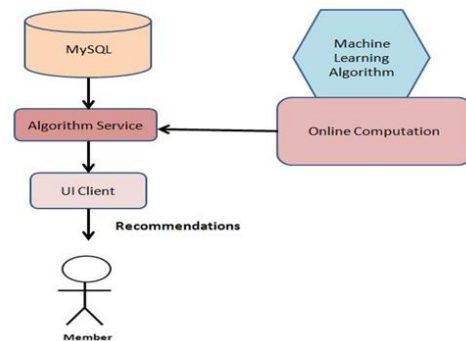 MySQL
Machine
Learning
Algorithm
Algorithm Service
Online Computation
UI Client
Recommendations
Member